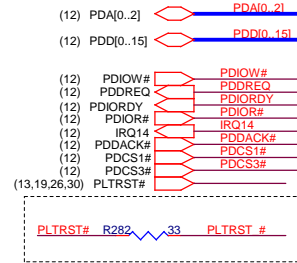 (12) PDA[0..2] PDA[0..2]
(12) PDD[0..15] PDD[0..15]
(12) PDIOW# PDIOW#
(12) PDDREQ PDDREQ
(12) PDIORDY PDIORDY
(12) PDIOR# PDIOR#
(12) IRQ14 IRQ14
(12) PDDACK# PDDACK#
(12) PDCS1# PDCS1#
(12) PDCS3# PDCS3#
(13,19,26,30) PLTRST#
PLTRST# R282 33 PLTRST_#